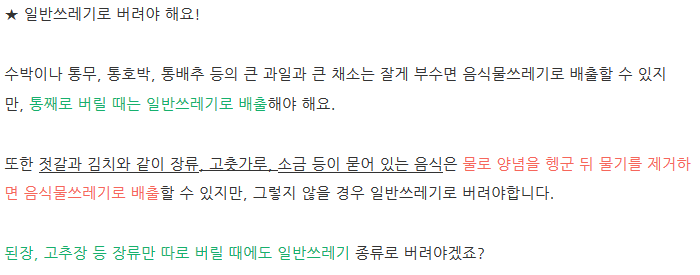 ★ 일반쓰레기로 버려야 해요!
수박이나 통무, 통호박, 통배추 등의 큰 과일과 큰 채소는 잘게 부수면 음식물쓰레기로 배출할 수 있지
만, 통째로 버릴 때는 일반쓰레기로 배출해야 해요.
또한 젓갈과 김치와 같이 장류, 고춧가루, 소금 등이 묻어 있는 음식은 물로 양념을 헹군 뒤 물기를 제거하
면 음식물쓰레기로 배출할 수 있지만, 그렇지 않을 경우 일반쓰레기로 버려야합니다.
된장, 고추장 등 장류만 따로 버릴 때에도 일반쓰레기 종류로 버려야겠죠?